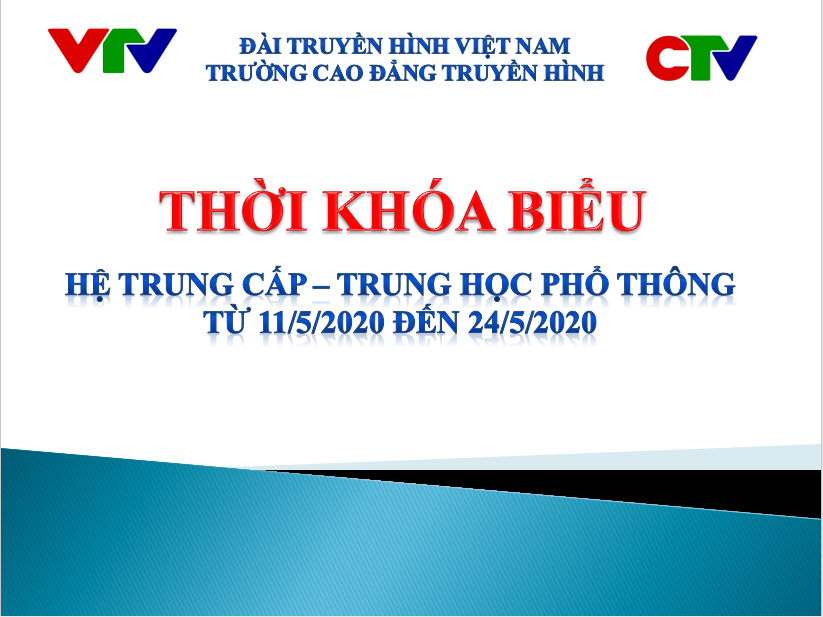 VTV
ĐÀI TRUYỀN HÌNH VIỆT NAM
TRƯỜNG CAO ĐẲNG TRUYỀN HÌNH
CTV
THỜI KHÓA BIỂU
HỆ TRUNG CẤP – TRUNG HỌC PHỔ THÔNG
TỪ 11/5/2020 ĐẾN 24/5/2020